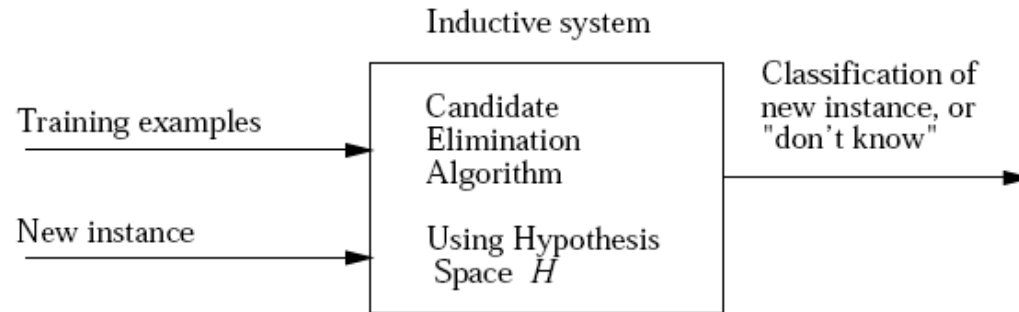 Inductive system
Training examples
New instance
Candidate
Elimination
Algorithm
Using Hypothesis
Space H
Classification of
new instance, or
"don't know"